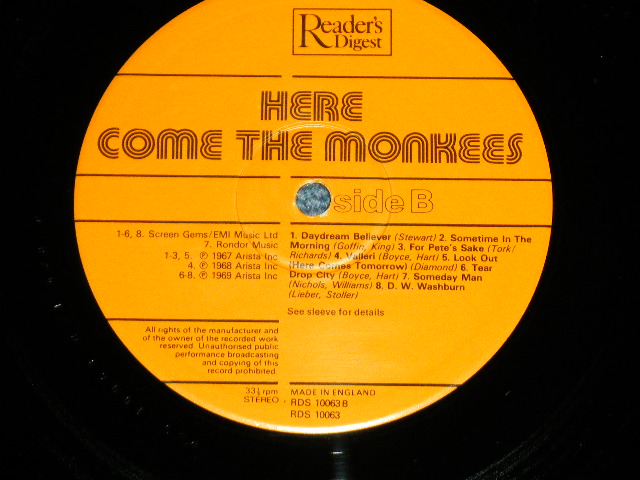 Reader's
Digest
HERE
COME THE MONKEES
side B
1-6, 8. Screen Gems/EMI Music Ltd
7. Rondor Music
1-3, 5. ℗ 1967 Arista Inc
4. ℗ 1968 Arista Inc
6-8. ℗ 1969 Arista Inc
1. Daydream Believer (Stewart) 2. Sometime In The
Morning (Goffin, King) 3. For Pete's Sake (Tork/
Richards) 4. Valleri (Boyce, Hart) 5. Look Out
(Here Comes Tomorrow) (Diamond) 6. Tear
Drop City (Boyce, Hart) 7. Someday Man
(Nichols, Williams) 8. D. W. Washburn
(Lieber, Stoller)
See sleeve for details
All rights of the manufacturer and
of the owner of the recorded work
reserved. Unauthorised public
performance broadcasting
and copying of this
record prohibited.
33⅓ rpm
STEREO
MADE IN ENGLAND
RDS 10063 B
RDS 10063